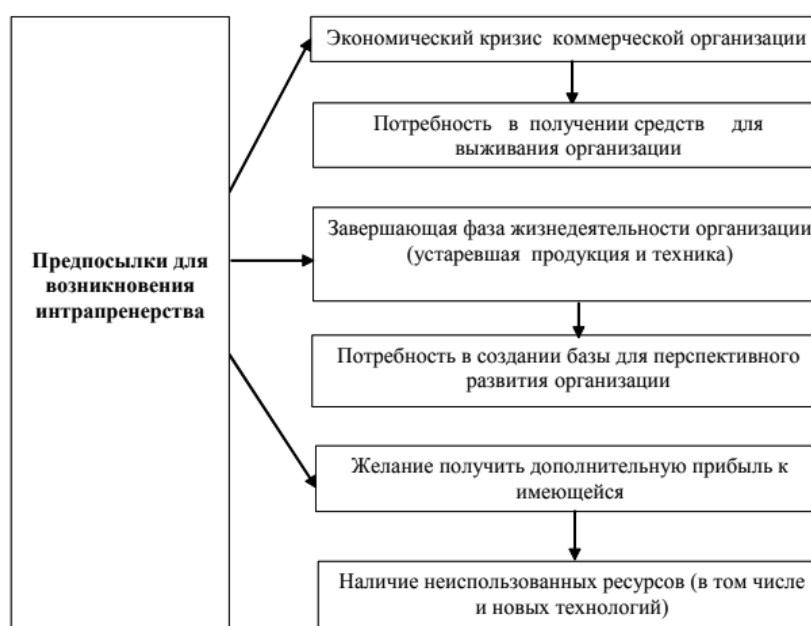 Предпосылки для
возникновения
интрапренерства
Экономический кризис коммерческой организации
Потребность в получении средств для
выживания организации
Завершающая фаза жизнедеятельности организации
(устаревшая продукция и техника)
Потребность в создании базы для перспективного
развития организации
Желание получить дополнительную прибыль к
имеющейся
Наличие неиспользованных ресурсов (в том числе
и новых технологий)